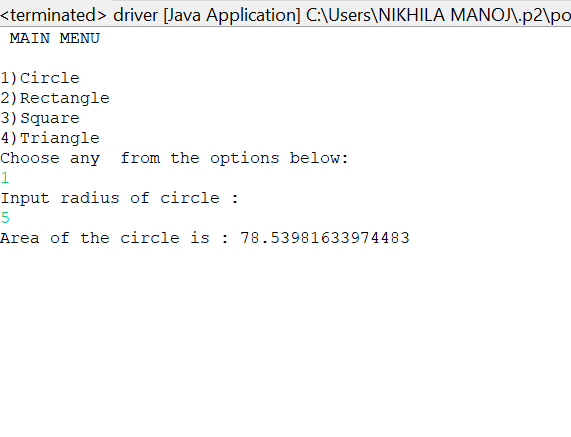 <terminated> driver [Java Application] C:\Users\NIKHILA MANOJ\.p2\po
MAIN MENU
1)Circle
2)Rectangle
3)Square
4)Triangle
Choose any  from the options below:
1
Input radius of circle :
5
Area of the circle is : 78.53981633974483